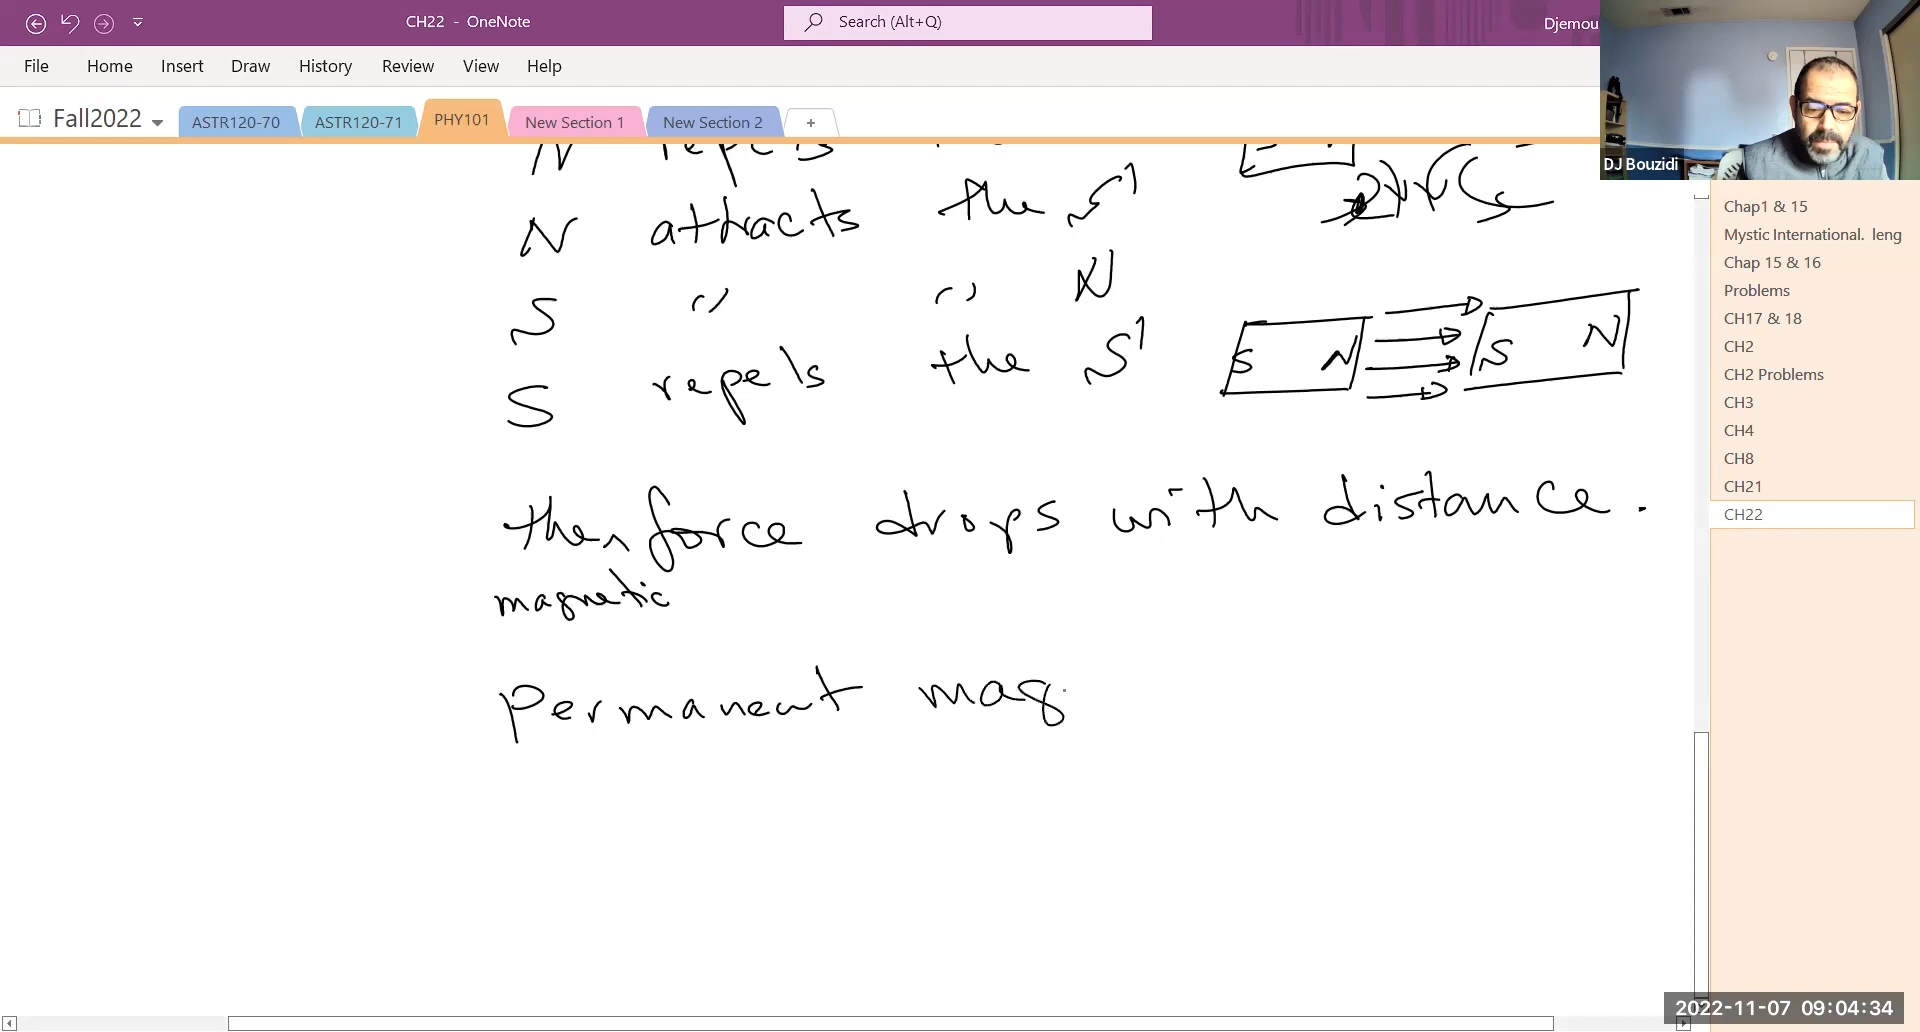 CH22 - OneNote
Search (Alt+Q)
Djemou
File Home Insert Draw History Review View Help
Fall2022
ASTR120-70
ASTR120-71
PHY101
New Section 1
New Section 2
+
DJ Bouzidi
N repels
N attracts the S
S " " N
S repels the S
S N S N
the ^ force drops with distance.
magnetic
Permanent mag
Chap1 & 15
Mystic International. leng
Chap 15 & 16
Problems
CH17 & 18
CH2
CH2 Problems
CH3
CH4
CH8
CH21
CH22
2022-11-07 09:04:34